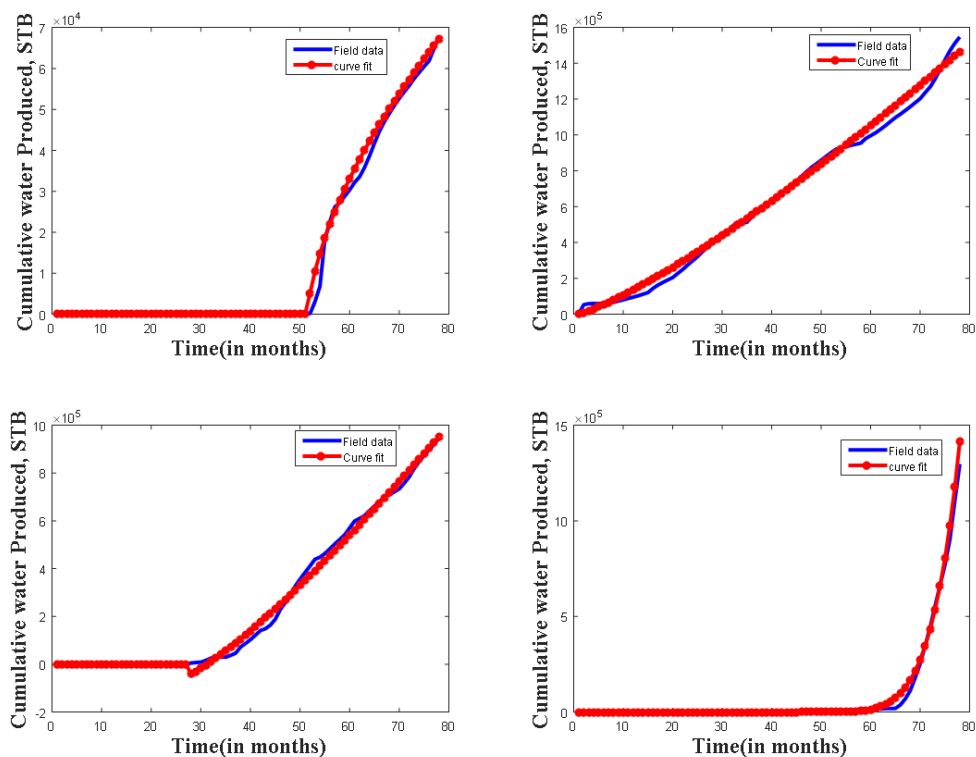 ×10⁴
Cumulative water Produced, STB
7
6
5
4
3
2
1
0
Field data
curve fit
0 10 20 30 40 50 60 70 80
Time(in months)
×10⁵
Cumulative water Produced, STB
16
14
12
10
8
6
4
2
0
Field data
Curve fit
0 10 20 30 40 50 60 70 80
Time(in months)
×10⁵
Cumulative water Produced, STB
10
8
6
4
2
0
-2
Field data
Curve fit
0 10 20 30 40 50 60 70 80
Time(in months)
×10⁵
Cumulative water Produced, STB
15
10
5
0
Field data
curve fit
0 10 20 30 40 50 60 70 80
Time(in months)